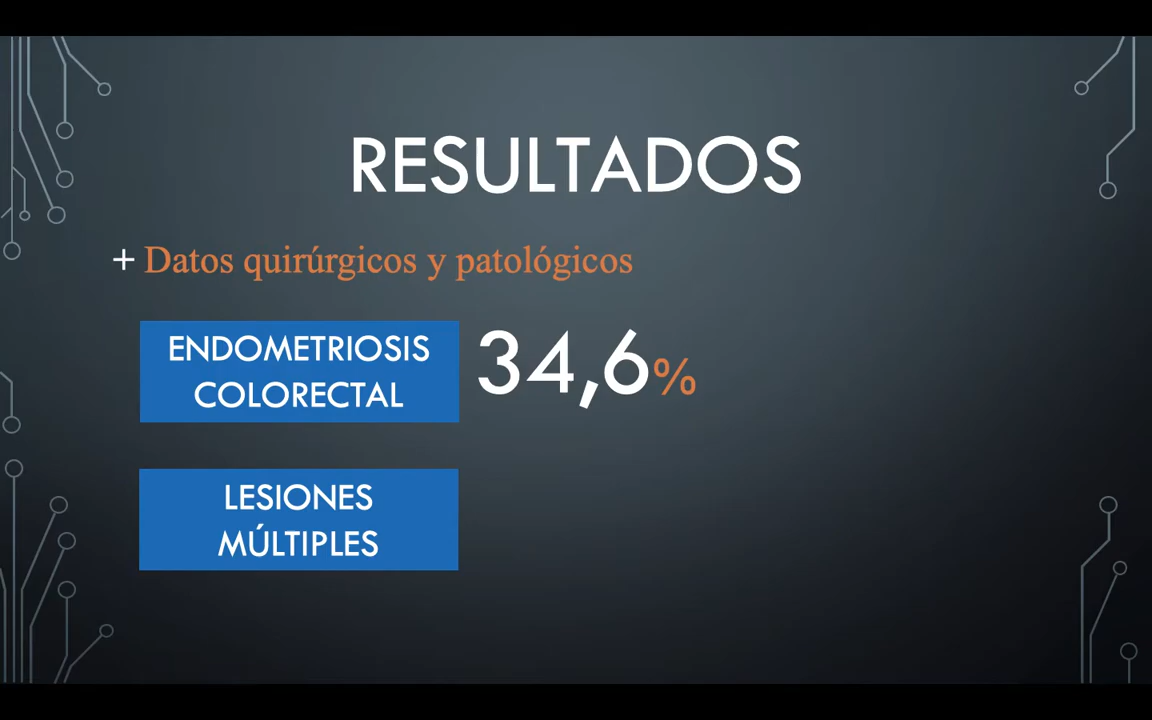 RESULTADOS
+ Datos quirúrgicos y patológicos
ENDOMETRIOSIS
COLORECTAL
34,6%
LESIONES
MÚLTIPLES